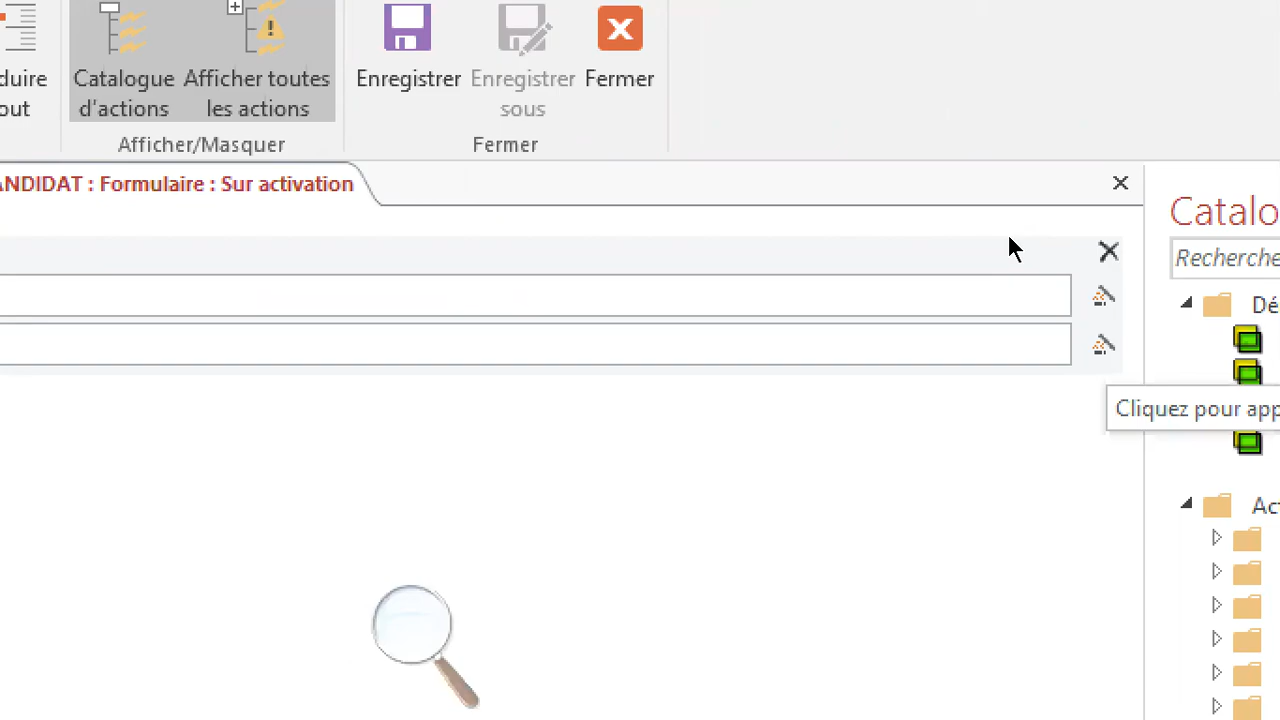 duire
out
Catalogue
d'actions
Afficher toutes
les actions
Afficher/Masquer
Enregistrer
Enregistrer
sous
Fermer
Fermer
ANDIDAT : Formulaire : Sur activation
Catalo
Recherche
Dé
Cliquez pour app
Act